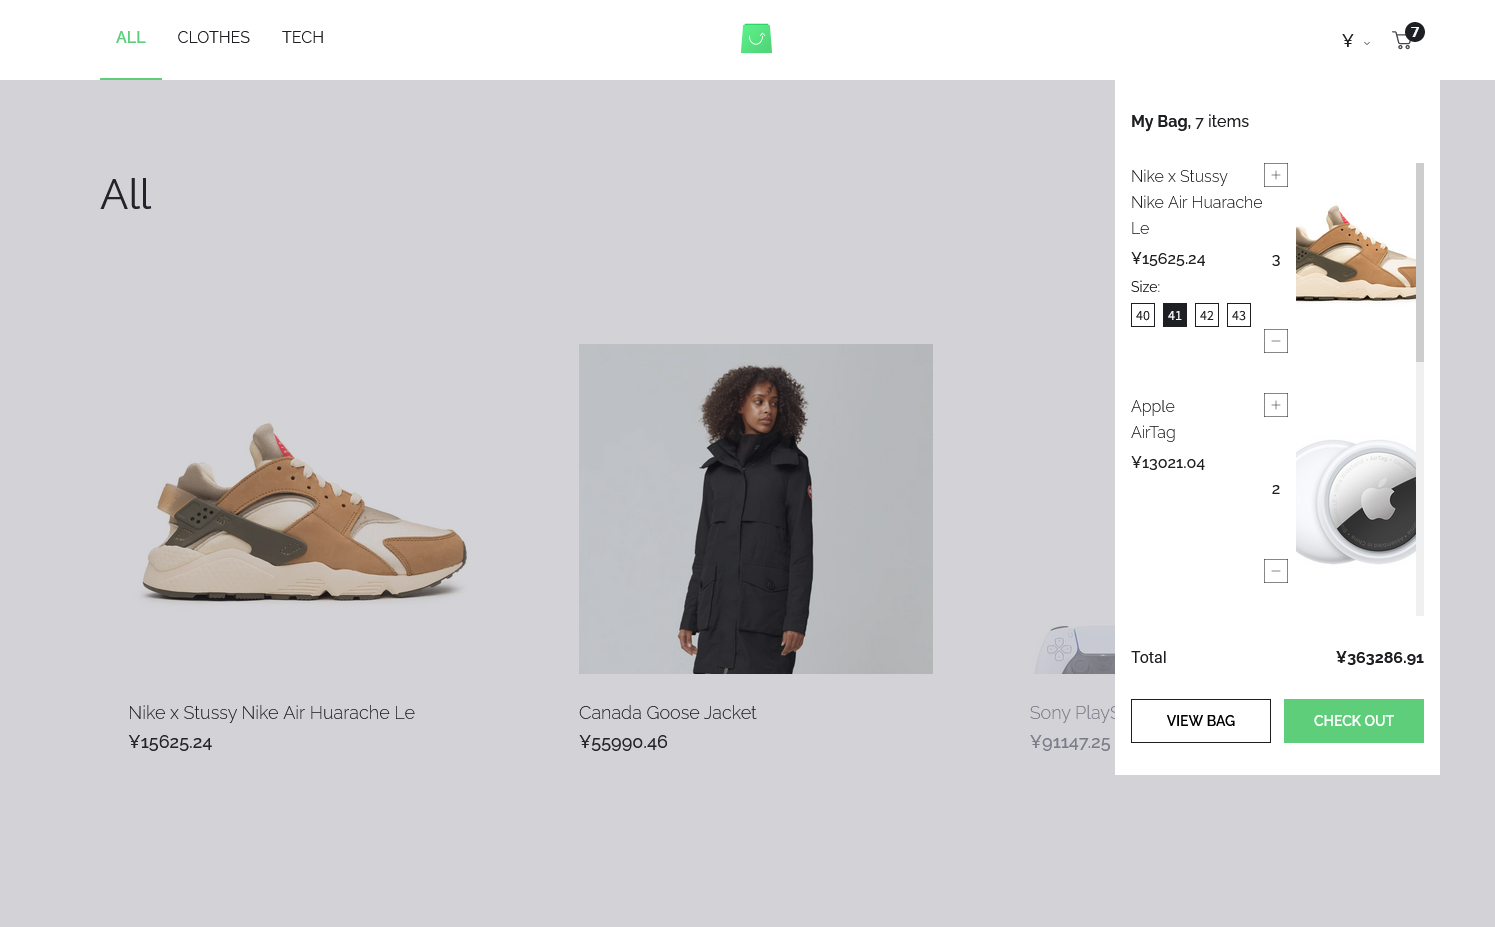 ALL
CLOTHES
TECH
¥
7
My Bag, 7 items
Nike x Stussy
Nike Air Huarache
Le
¥15625.24
3
Size:
40
41
42
43
Apple
AirTag
¥13021.04
2
Total
¥363286.91
VIEW BAG
CHECK OUT
All
Nike x Stussy Nike Air Huarache Le
¥15625.24
Canada Goose Jacket
¥55990.46
Sony Play
¥91147.25